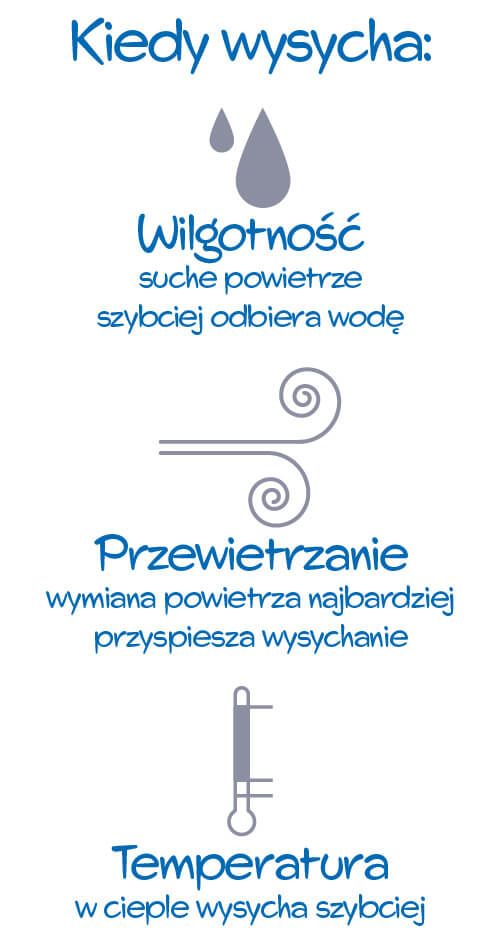 Kiedy wysycha:
Wilgotność
suche powietrze
szybciej odbiera wodę
Przewietrzanie
wymiana powietrza najbardziej
przyspiesza wysychanie
Temperatura
w cieple wysycha szybciej